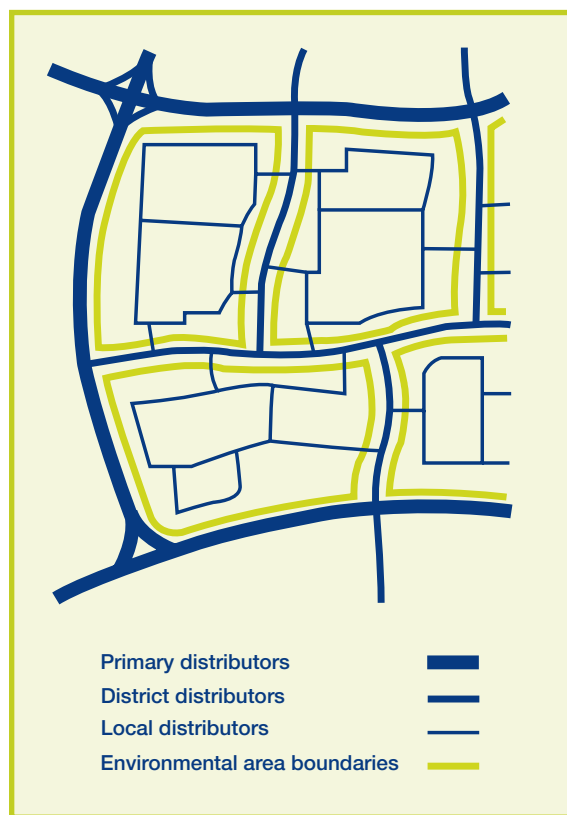 Primary distributors
District distributors
Local distributors
Environmental area boundaries